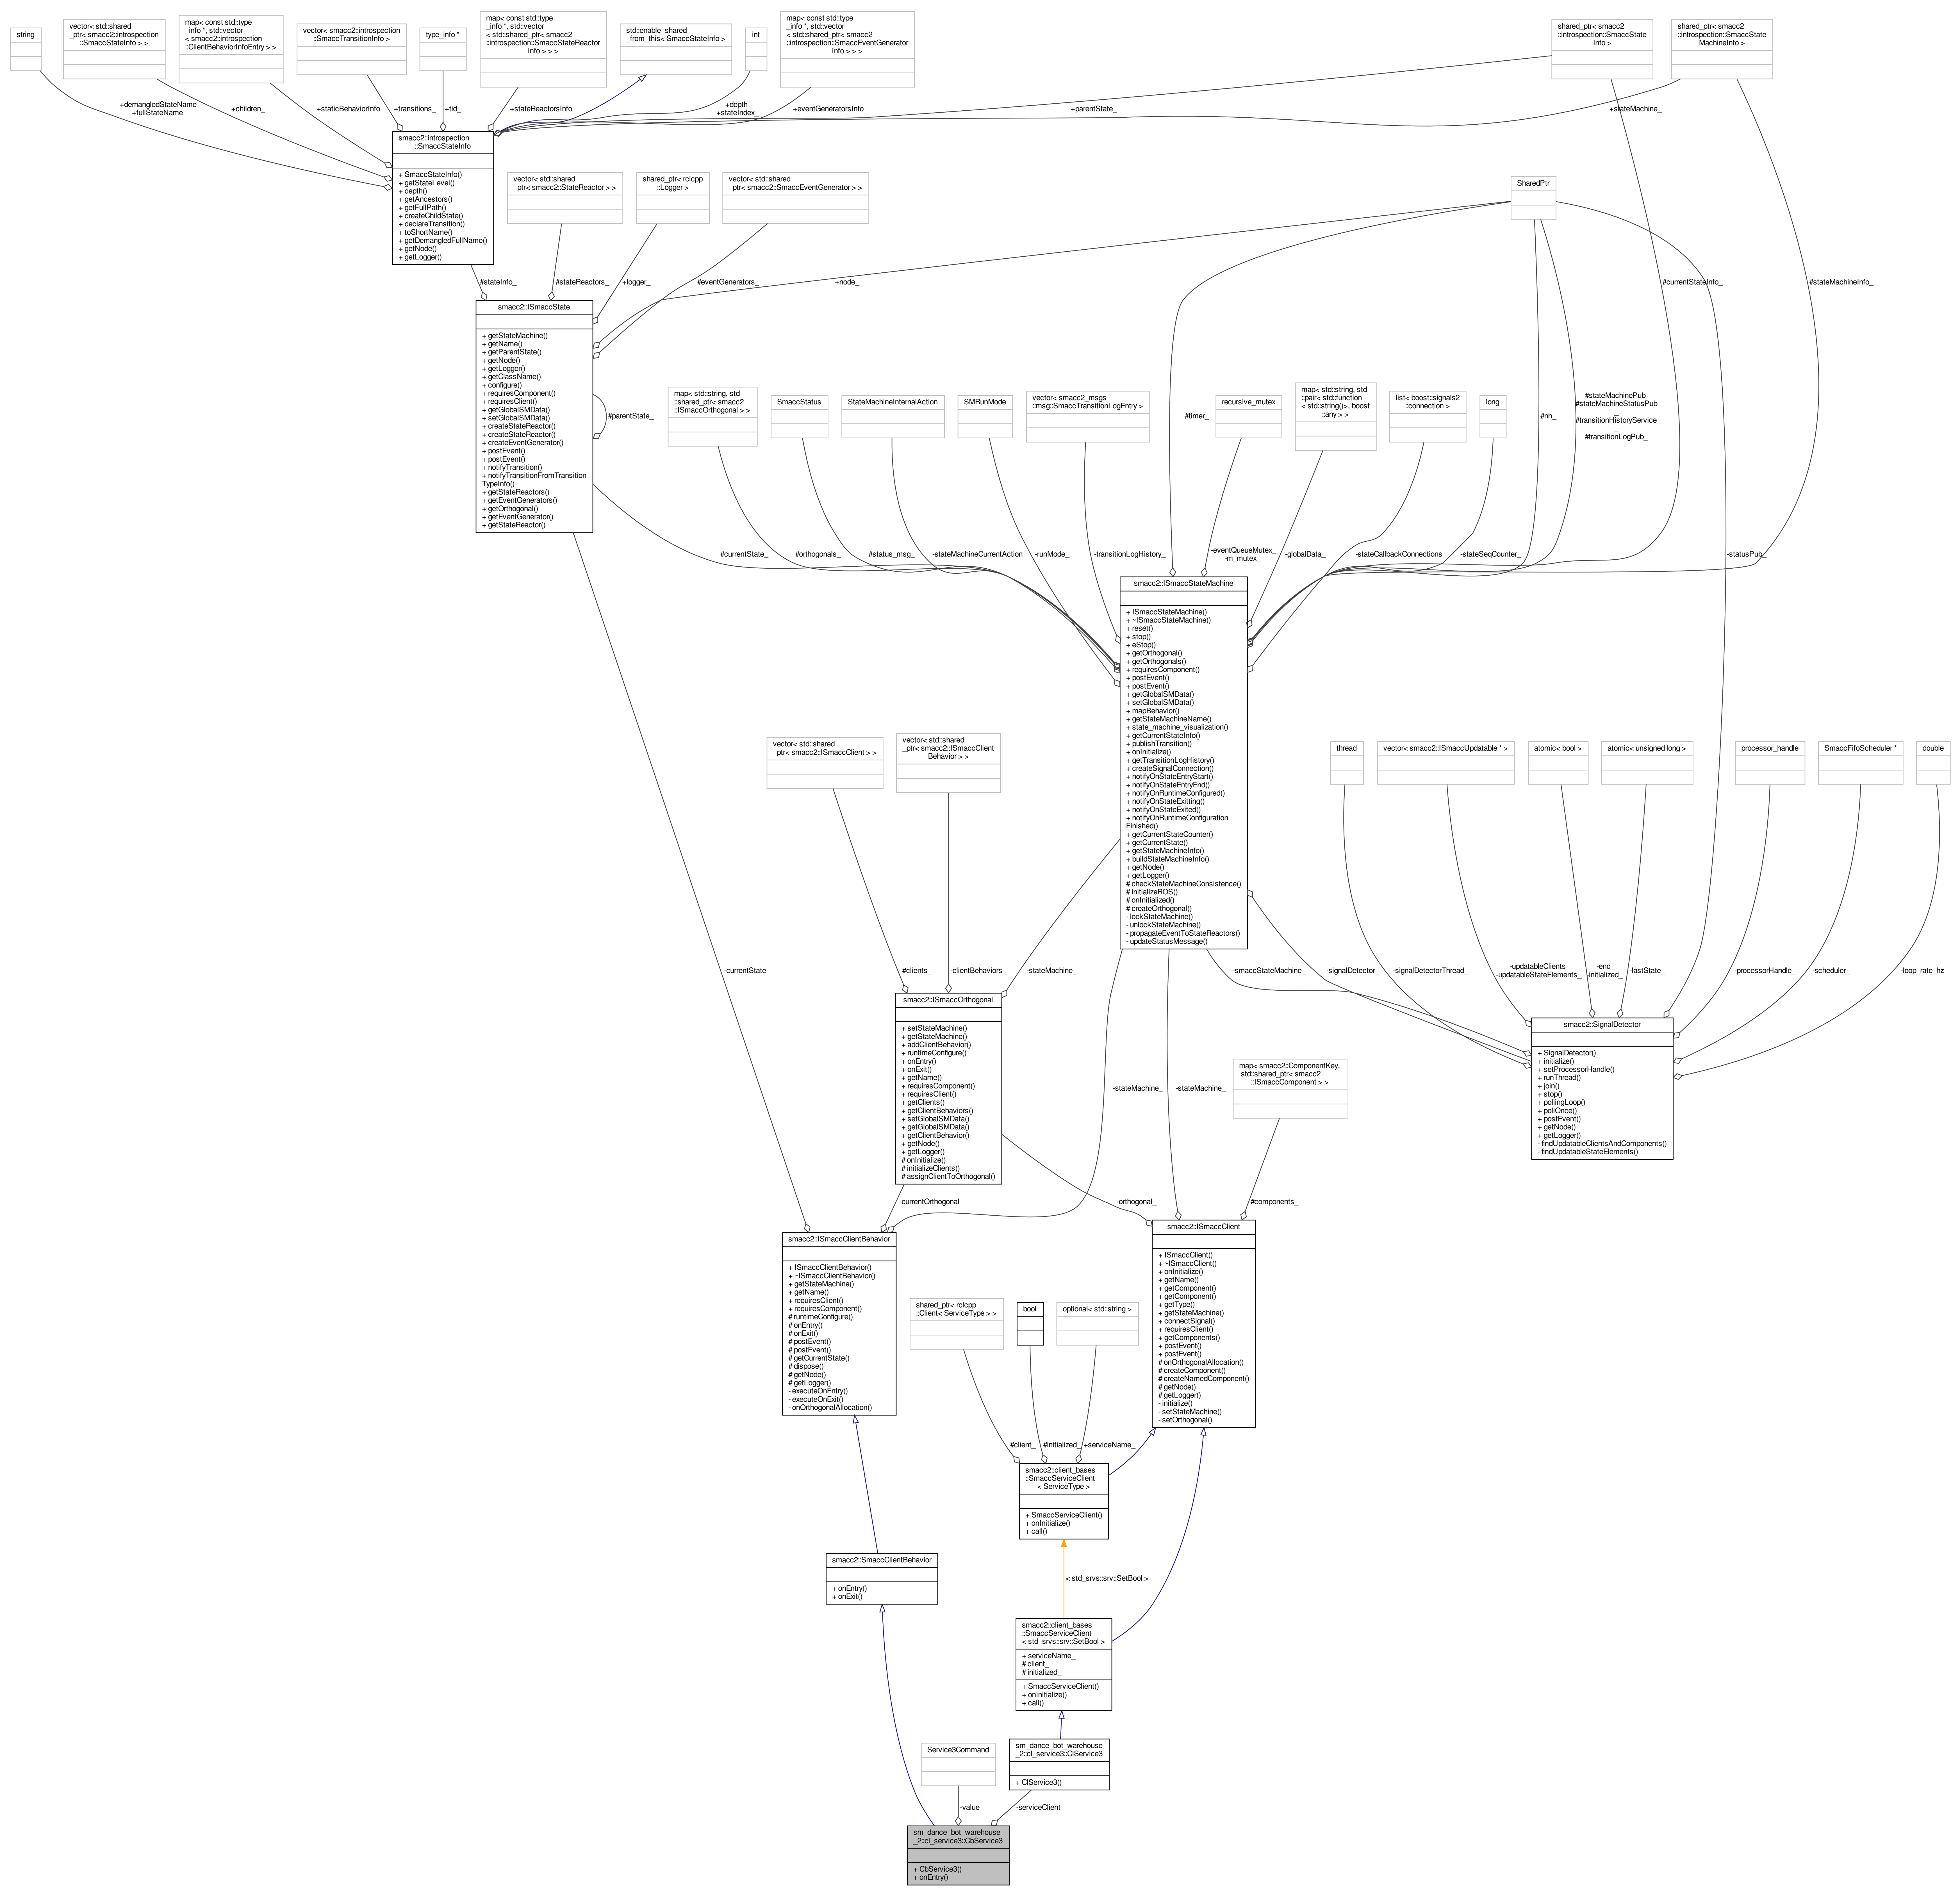 string
vector< std::shared
_ptr< smacc2::introspection
::SmaccStateInfo > >
map< const std::type
_info *, std::vector
< smacc2::introspection
::ClientBehaviorInfoEntry > >
vector< smacc2::introspection
::SmaccTransitionInfo >
type_info *
map< const std::type
_info *, std::vector
< std::shared_ptr< smacc2
::introspection::SmaccStateReactor
Info > > >
std::enable_shared
_from_this< SmaccStateInfo >
int
map< const std::type
_info *, std::vector
< std::shared_ptr< smacc2
::introspection::SmaccEventGenerator
Info > > >
shared_ptr< smacc2
::introspection::SmaccState
Info >
shared_ptr< smacc2
::introspection::SmaccState
MachineInfo >
+demangledStateName
+fullStateName
+children_
+staticBehaviorInfo
+transitions_
+tid_
+stateReactorsInfo
+depth_
+stateIndex_
+eventGeneratorsInfo
+parentState_
+stateMachine_
smacc2::introspection
::SmaccStateInfo
+ SmaccStateInfo()
+ getStateLevel()
+ depth()
+ getAncestors()
+ getFullPath()
+ createChildState()
+ declareTransition()
+ toShortName()
+ getDemangledFullName()
+ getNode()
+ getLogger()
vector< std::shared
_ptr< smacc2::StateReactor > >
shared_ptr< rclcpp
::Logger >
vector< std::shared
_ptr< smacc2::SmaccEventGenerator > >
SharedPtr
#stateInfo_
#stateReactors_
+logger_
#eventGenerators_
+node_
#currentStateInfo_
#stateMachineInfo_
smacc2::ISmaccState
+ getStateMachine()
+ getName()
+ getParentState()
+ getNode()
+ getLogger()
+ getClassName()
+ configure()
+ requiresComponent()
+ requiresClient()
+ getGlobalSMData()
+ setGlobalSMData()
+ createStateReactor()
+ createStateReactor()
+ createEventGenerator()
+ postEvent()
+ postEvent()
+ notifyTransition()
+ notifyTransitionFromTransition
TypeInfo()
+ getStateReactors()
+ getEventGenerators()
+ getOrthogonal()
+ getEventGenerator()
+ getStateReactor()
#parentState_
map< std::string, std
::shared_ptr< smacc2
::ISmaccOrthogonal > >
SmaccStatus
StateMachineInternalAction
SMRunMode
vector< smacc2_msgs
::msg::SmaccTransitionLogEntry >
#timer_
recursive_mutex
map< std::string, std
::pair< std::function
< std::string()>, boost
::any > >
list< boost::signals2
::connection >
long
#nh_
#stateMachinePub_
#stateMachineStatusPub
_
#transitionHistoryService
_
#transitionLogPub_
#currentState_
#orthogonals_
#status_msg_
-stateMachineCurrentAction
-runMode_
-transitionLogHistory_
-eventQueueMutex_
-m_mutex_
-globalData_
-stateCallbackConnections
-stateSeqCounter_
-statusPub_
smacc2::ISmaccStateMachine
+ ISmaccStateMachine()
+ ~ISmaccStateMachine()
+ reset()
+ stop()
+ eStop()
+ getOrthogonal()
+ getOrthogonals()
+ requiresComponent()
+ postEvent()
+ postEvent()
+ getGlobalSMData()
+ setGlobalSMData()
+ mapBehavior()
+ getStateMachineName()
+ state_machine_visualization()
+ getCurrentStateInfo()
+ publishTransition()
+ onInitialize()
+ getTransitionLogHistory()
+ createSignalConnection()
+ notifyOnStateEntryStart()
+ notifyOnStateEntryEnd()
+ notifyOnRuntimeConfigured()
+ notifyOnStateExitting()
+ notifyOnStateExited()
+ notifyOnRuntimeConfiguration
Finished()
+ getCurrentStateCounter()
+ getCurrentState()
+ getStateMachineInfo()
+ buildStateMachineInfo()
+ getNode()
+ getLogger()
# checkStateMachineConsistence()
# initializeROS()
# onInitialized()
# createOrthogonal()
- lockStateMachine()
- unlockStateMachine()
- propagateEventToStateReactors()
- updateStatusMessage()
vector< std::shared
_ptr< smacc2::ISmaccClient > >
vector< std::shared
_ptr< smacc2::ISmaccClient
Behavior > >
thread
vector< smacc2::ISmaccUpdatable * >
atomic< bool >
atomic< unsigned long >
processor_handle
SmaccFifoScheduler *
double
-currentState
#clients_
-clientBehaviors_
-stateMachine_
-smaccStateMachine_
-signalDetector_
-signalDetectorThread_
-updatableClients_
-updatableStateElements_
-end_
-initialized_
-lastState_
-processorHandle_
-scheduler_
-loop_rate_hz
smacc2::ISmaccOrthogonal
+ setStateMachine()
+ getStateMachine()
+ addClientBehavior()
+ runtimeConfigure()
+ onEntry()
+ onExit()
+ getName()
+ requiresComponent()
+ requiresClient()
+ getClients()
+ getClientBehaviors()
+ setGlobalSMData()
+ getGlobalSMData()
+ getClientBehavior()
+ getNode()
+ getLogger()
# onInitialize()
# initializeClients()
# assignClientToOrthogonal()
smacc2::SignalDetector
+ SignalDetector()
+ initialize()
+ setProcessorHandle()
+ runThread()
+ join()
+ stop()
+ pollingLoop()
+ pollOnce()
+ postEvent()
+ getNode()
+ getLogger()
- findUpdatableClientsAndComponents()
- findUpdatableStateElements()
-stateMachine_
-stateMachine_
map< smacc2::ComponentKey,
std::shared_ptr< smacc2
::ISmaccComponent > >
-currentOrthogonal
-orthogonal_
#components_
smacc2::ISmaccClientBehavior
+ ISmaccClientBehavior()
+ ~ISmaccClientBehavior()
+ getStateMachine()
+ getName()
+ requiresClient()
+ requiresComponent()
# runtimeConfigure()
# onEntry()
# onExit()
# postEvent()
# postEvent()
# getCurrentState()
# dispose()
# getNode()
# getLogger()
- executeOnEntry()
- executeOnExit()
- onOrthogonalAllocation()
smacc2::ISmaccClient
+ ISmaccClient()
+ ~ISmaccClient()
+ onInitialize()
+ getName()
+ getComponent()
+ getComponent()
+ getType()
+ getStateMachine()
+ connectSignal()
+ requiresClient()
+ getComponents()
+ postEvent()
+ postEvent()
# onOrthogonalAllocation()
# createComponent()
# createNamedComponent()
# getNode()
# getLogger()
- initialize()
- setStateMachine()
- setOrthogonal()
shared_ptr< rclcpp
::Client< ServiceType > >
bool
optional< std::string >
#client_
#initialized_
+serviceName_
smacc2::client_bases
::SmaccServiceClient
< ServiceType >
+ SmaccServiceClient()
+ onInitialize()
+ call()
smacc2::SmaccClientBehavior
+ onEntry()
+ onExit()
< std_srvs::srv::SetBool >
smacc2::client_bases
::SmaccServiceClient
< std_srvs::srv::SetBool >
+ serviceName_
# client_
# initialized_
+ SmaccServiceClient()
+ onInitialize()
+ call()
Service3Command
sm_dance_bot_warehouse
_2::cl_service3::ClService3
+ ClService3()
-value_
-serviceClient_
sm_dance_bot_warehouse
_2::cl_service3::CbService3
+ CbService3()
+ onEntry()